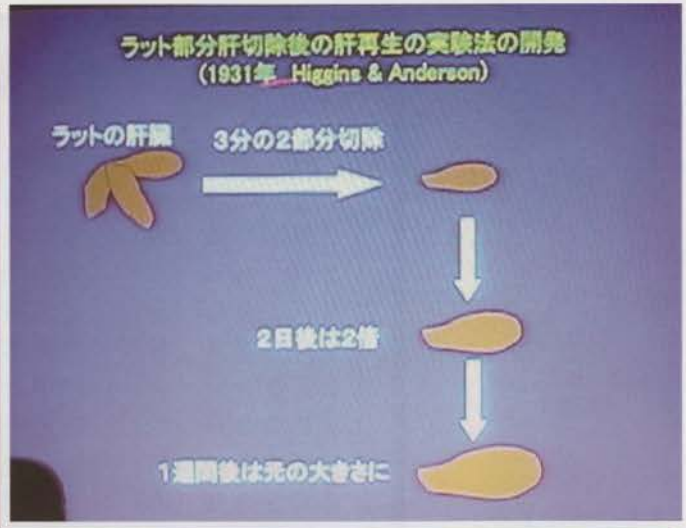 ラット部分肝切除後の肝再生の実験法の開発
(1931年 Higgins & Anderson)
ラットの肝臓
3分の2部分切除
2日後は2倍
1週間後は元の大きさに